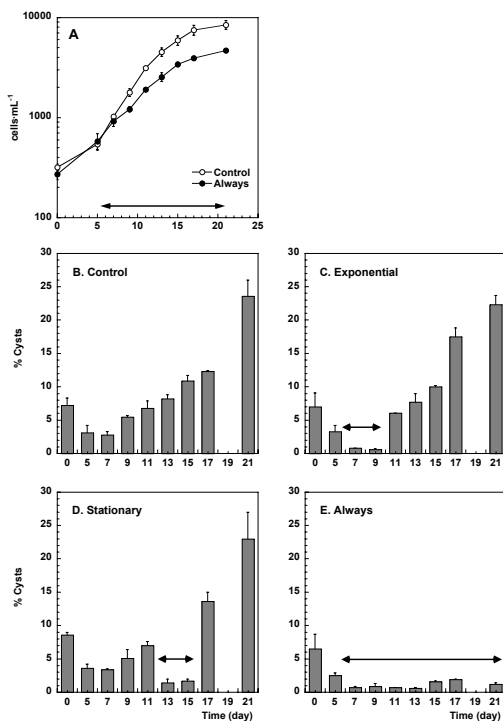 10000
A
1000
cells·mL-1
Control
Always
100
0 5 10 15 20 25
B. Control
30
25
20
15
10
5
0
% Cysts
0 5 7 9 11 13 15 17 19 21
C. Exponential
30
25
20
15
10
5
0
0 5 7 9 11 13 15 17 19 21
D. Stationary
30
25
20
15
10
5
0
% Cysts
0 5 7 9 11 13 15 17 19 21
Time (day)
E. Always
30
25
20
15
10
5
0
0 5 7 9 11 13 15 17 19 21
Time (day)